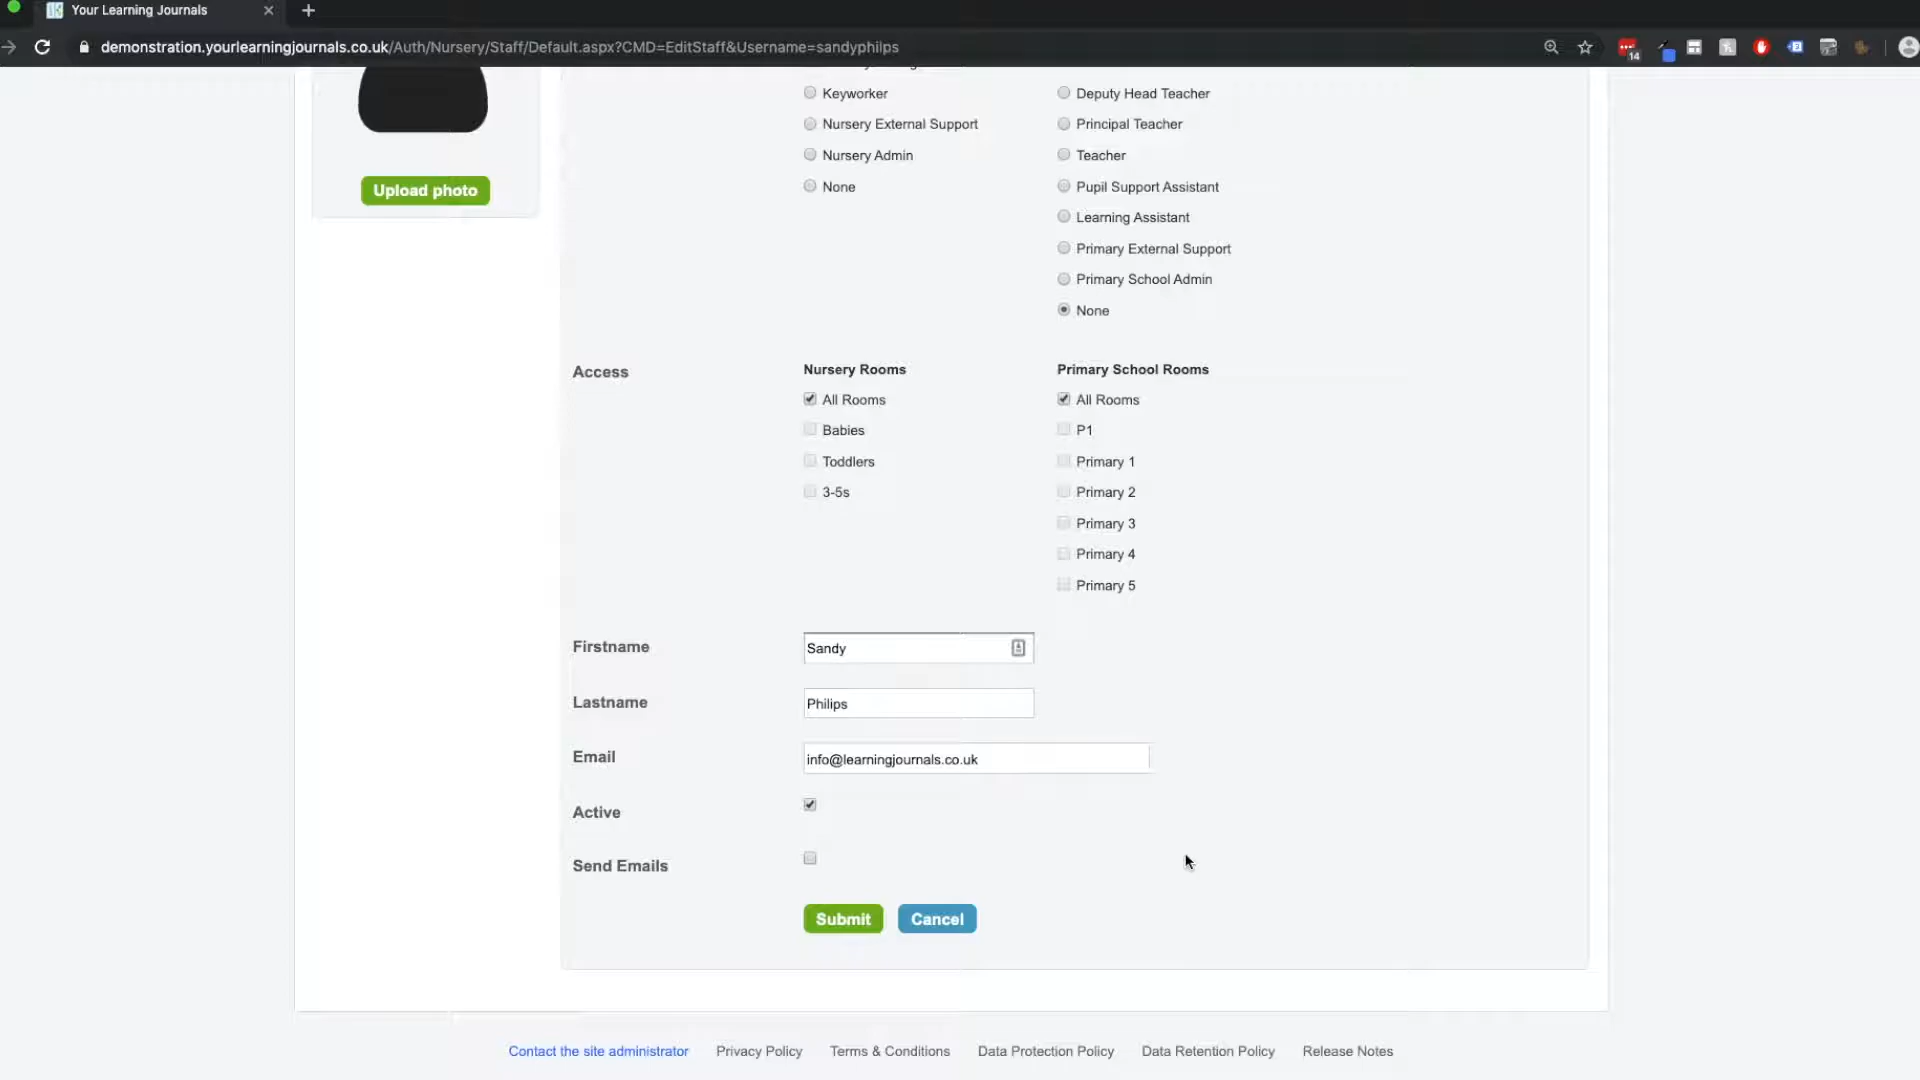 Your Learning Journals
demonstration.yourlearningjournals.co.uk/Auth/Nursery/Staff/Default.aspx?CMD=EditStaff&Username=sandyphilps
14
Upload photo
Keyworker
Nursery External Support
Nursery Admin
None
Deputy Head Teacher
Principal Teacher
Teacher
Pupil Support Assistant
Learning Assistant
Primary External Support
Primary School Admin
None
Access
Nursery Rooms
All Rooms
Babies
Toddlers
3-5s
Primary School Rooms
All Rooms
P1
Primary 1
Primary 2
Primary 3
Primary 4
Primary 5
Firstname
Sandy
Lastname
Philips
Email
info@learningjournals.co.uk
Active
Send Emails
Submit Cancel
Contact the site administrator Privacy Policy Terms & Conditions Data Protection Policy Data Retention Policy Release Notes